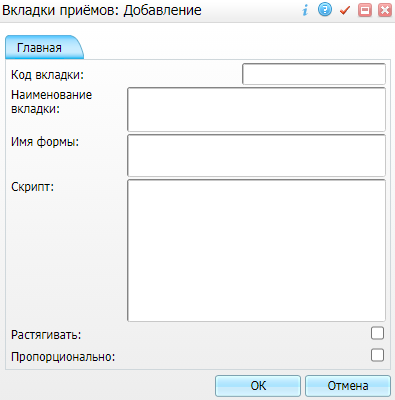 Вкладки приёмов: Добавление
Главная
Код вкладки:
Наименование
вкладки:
Имя формы:
Скрипт:
Растягивать:
Пропорционально:
ОК
Отмена